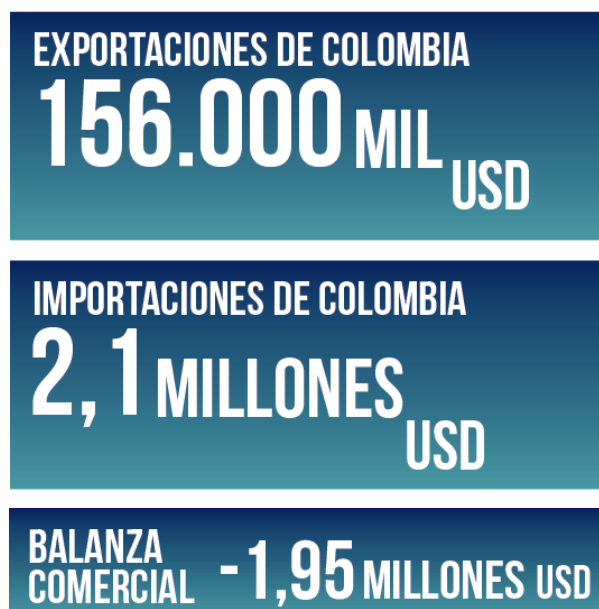 EXPORTACIONES DE COLOMBIA
156.000 MIL USD
IMPORTACIONES DE COLOMBIA
2,1 MILLONES USD
BALANZA COMERCIAL -1,95 MILLONES USD